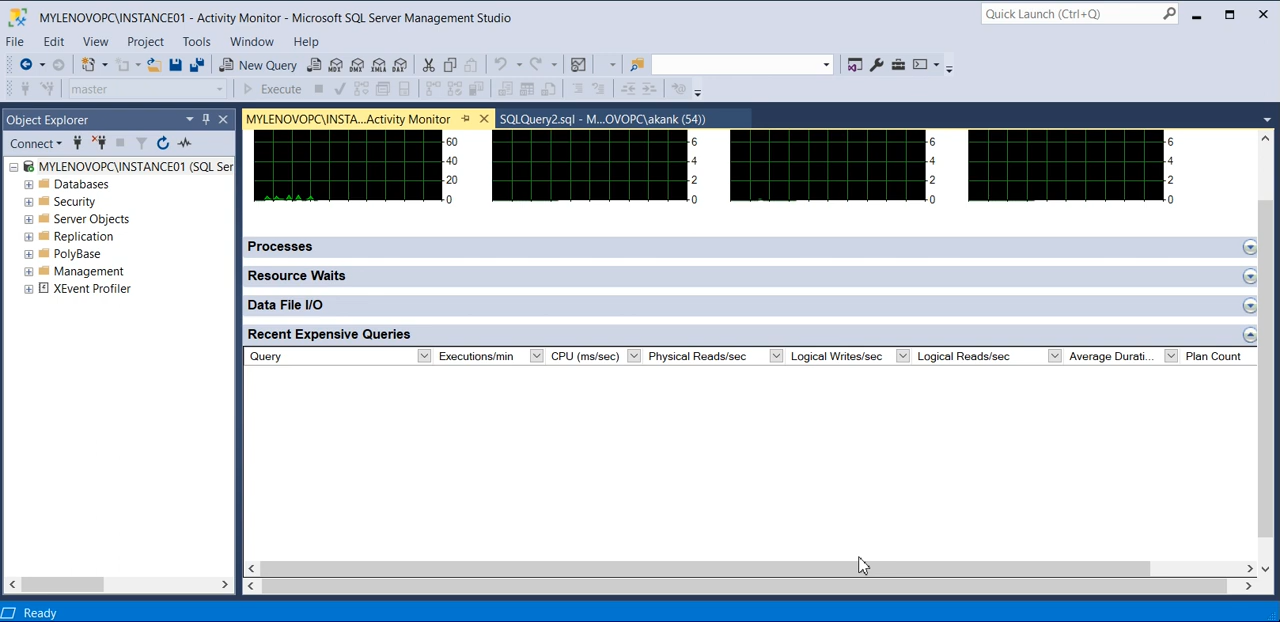 MYLENOVOPC\INSTANCE01 - Activity Monitor - Microsoft SQL Server Management Studio
Quick Launch (Ctrl+Q)
File Edit View Project Tools Window Help
New Query
MDX DMX XMLA DAX
master
Execute
Object Explorer
MYLENOVOPC\INSTA...Activity Monitor
SQLQuery2.sql - M...OVOPC\akank (54))
Connect
MYLENOVOPC\INSTANCE01 (SQL Ser
Databases
Security
Server Objects
Replication
PolyBase
Management
XEvent Profiler
60
40
20
0
6
4
2
0
6
4
2
0
6
4
2
0
Processes
Resource Waits
Data File I/O
Recent Expensive Queries
Query Executions/min CPU (ms/sec) Physical Reads/sec Logical Writes/sec Logical Reads/sec Average Durati... Plan Count
Ready